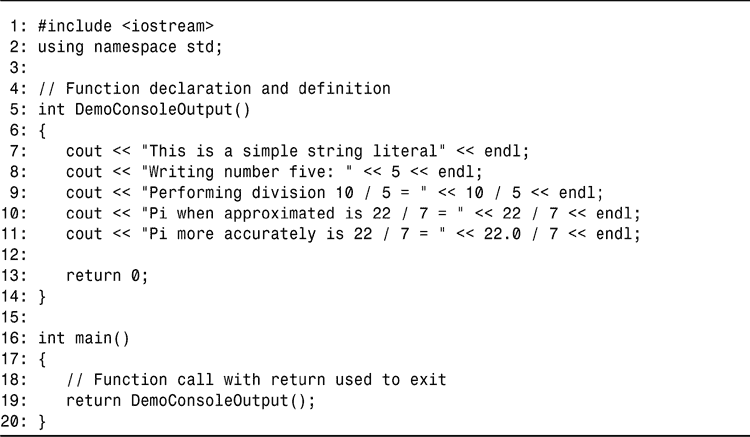 1: #include <iostream>
2: using namespace std;
3:
4: // Function declaration and definition
5: int DemoConsoleOutput()
6: {
7:    cout << "This is a simple string literal" << endl;
8:    cout << "Writing number five: " << 5 << endl;
9:    cout << "Performing division 10 / 5 = " << 10 / 5 << endl;
10:    cout << "Pi when approximated is 22 / 7 = " << 22 / 7 << endl;
11:    cout << "Pi more accurately is 22 / 7 = " << 22.0 / 7 << endl;
12:
13:    return 0;
14: }
15:
16: int main()
17: {
18:    // Function call with return used to exit
19:    return DemoConsoleOutput();
20: }